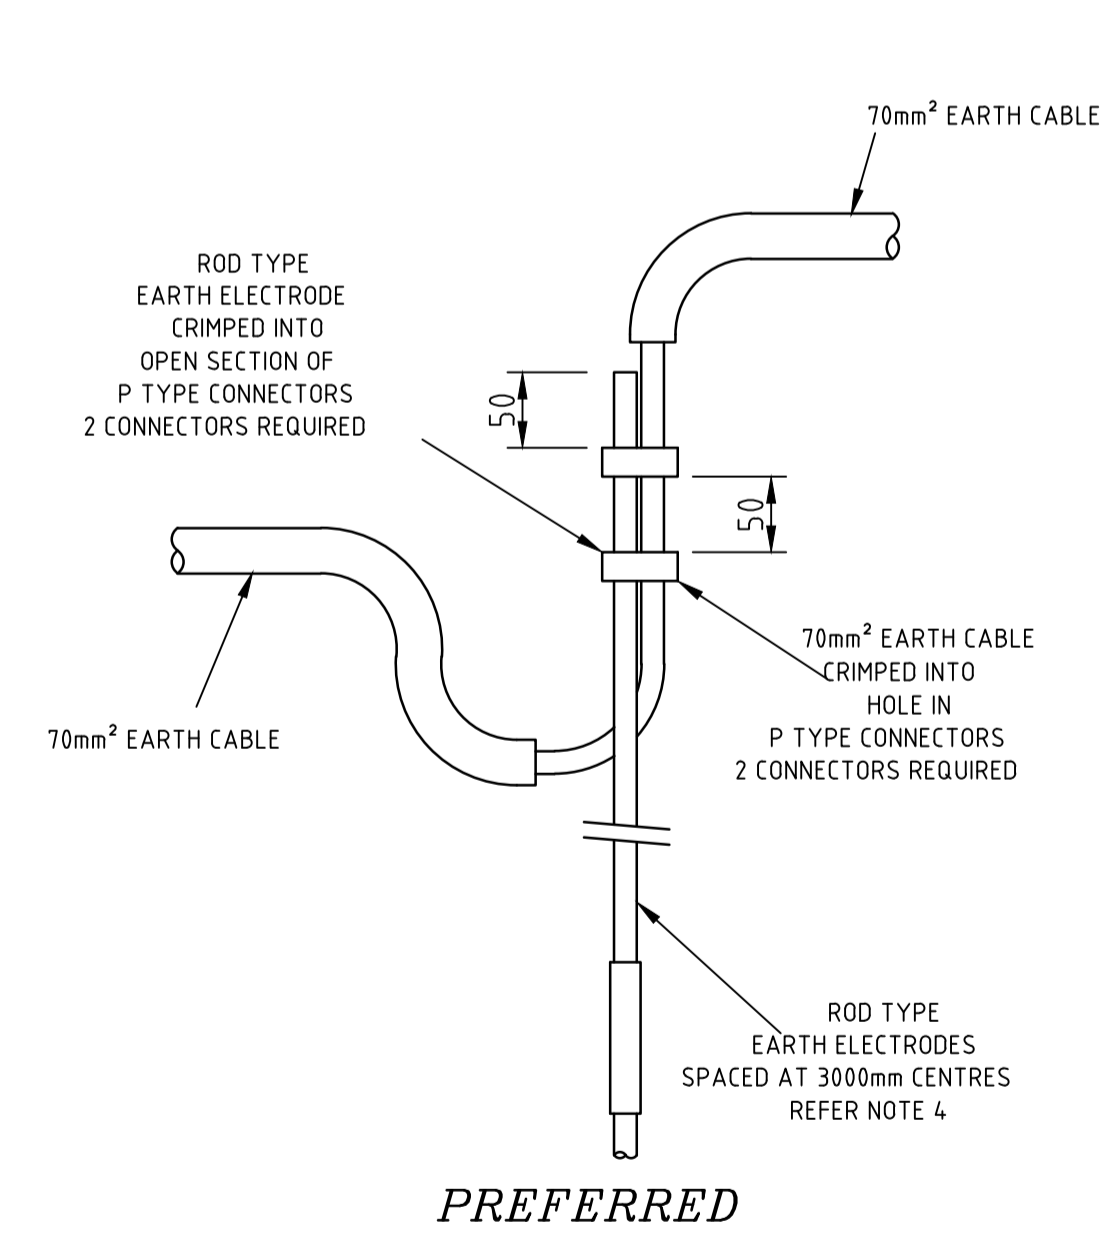 70mm² EARTH CABLE
ROD TYPE
EARTH ELECTRODE
CRIMPED INTO
OPEN SECTION OF
P TYPE CONNECTORS
2 CONNECTORS REQUIRED
50
50
70mm² EARTH CABLE
CRIMPED INTO
HOLE IN
P TYPE CONNECTORS
2 CONNECTORS REQUIRED
70mm² EARTH CABLE
ROD TYPE
EARTH ELECTRODES
SPACED AT 3000mm CENTRES
REFER NOTE 4
PREFERRED